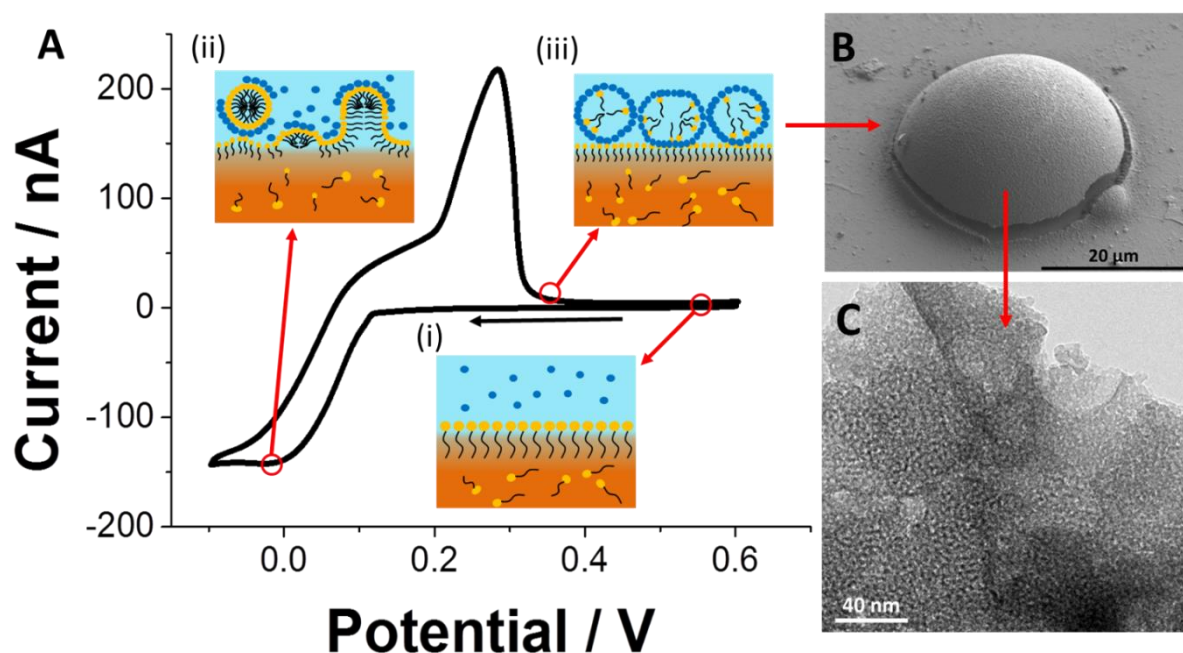 A
(ii)
(iii)
B
200
100
0
-100
-200
Current / nA
(i)
20 µm
C
40 nm
0.0
0.2
0.4
0.6
Potential / V